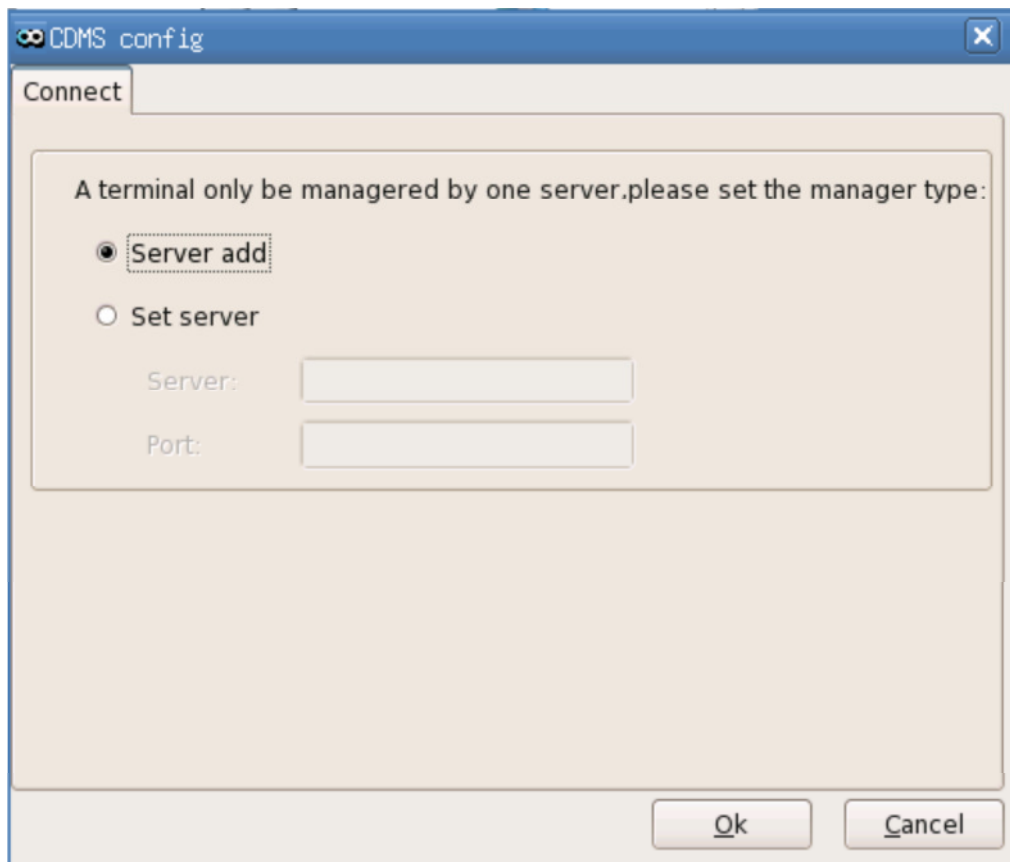 CDMS config
Connect
A terminal only be managered by one server,please set the manager type:
Server add
Set server
Server:
Port:
Ok
Cancel